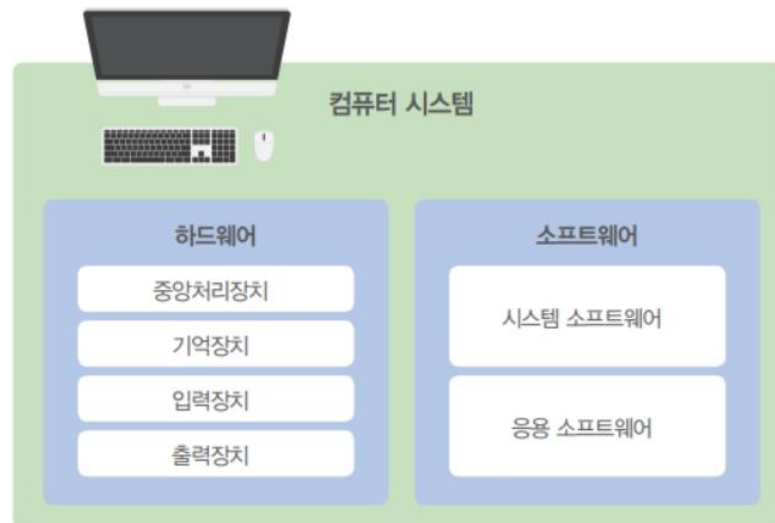 컴퓨터 시스템
하드웨어
중앙처리장치
기억장치
입력장치
출력장치
소프트웨어
시스템 소프트웨어
응용 소프트웨어